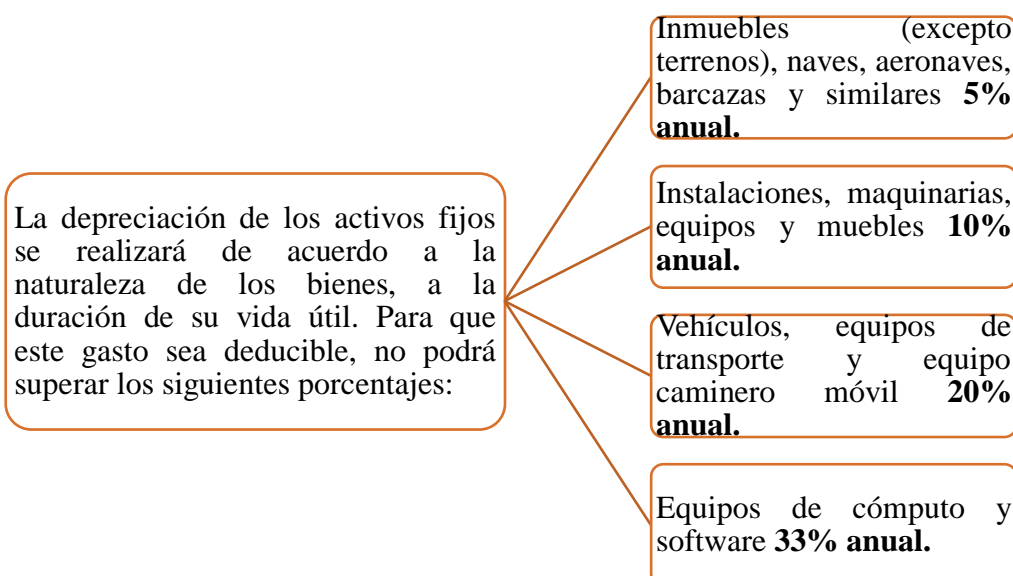 La depreciación de los activos fijos
se realizará de acuerdo a la
naturaleza de los bienes, a la
duración de su vida útil. Para que
este gasto sea deducible, no podrá
superar los siguientes porcentajes:
Inmuebles (excepto
terrenos), naves, aeronaves,
barcazas y similares 5%
anual.
Instalaciones, maquinarias,
equipos y muebles 10%
anual.
Vehículos, equipos de
transporte y equipo
caminero móvil 20%
anual.
Equipos de cómputo y
software 33% anual.